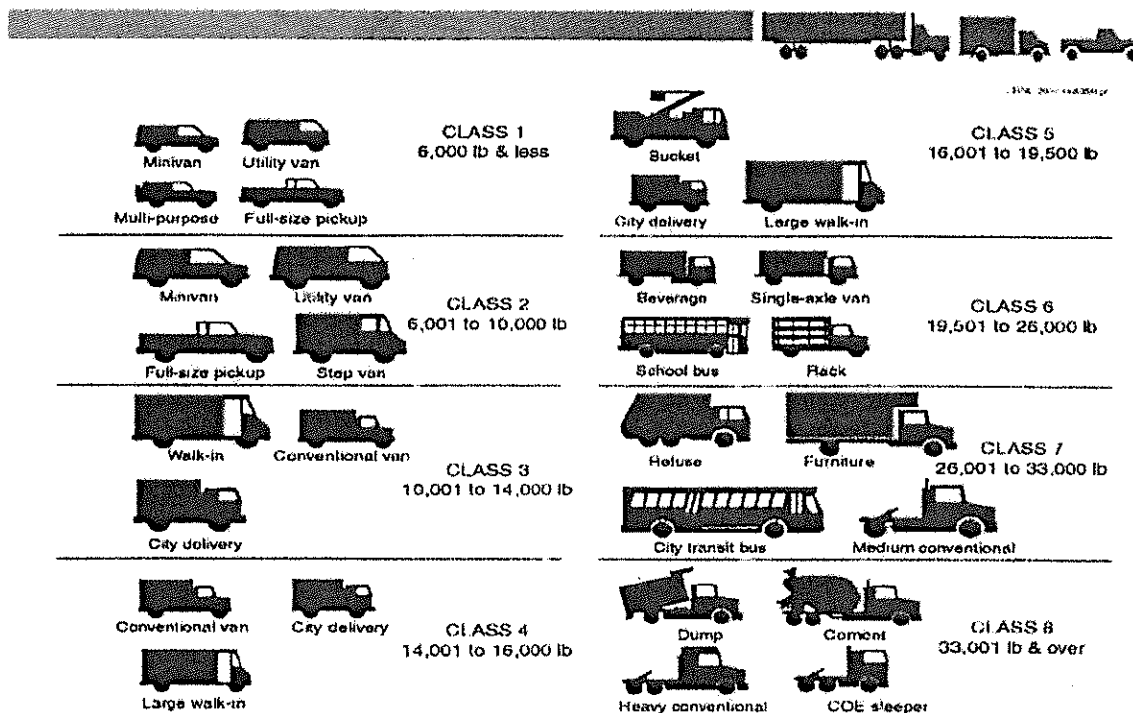 Minivan
Utility van
CLASS 1
6,000 lb & less
Multi-purpose
Full-size pickup
Minivan
Utility van
CLASS 2
6,001 to 10,000 lb
Full-size pickup
Step van
Walk-in
Conventional van
CLASS 3
10,001 to 14,000 lb
City delivery
Conventional van
City delivery
CLASS 4
14,001 to 16,000 lb
Large walk-in
Bucket
CLASS 5
16,001 to 19,500 lb
City delivery
Large walk-in
Beverage
Single-axle van
CLASS 6
19,501 to 26,000 lb
School bus
Rack
Refuse
Furniture
CLASS 7
26,001 to 33,000 lb
City transit bus
Medium conventional
Dump
Cement
CLASS 8
33,001 lb & over
Heavy conventional
COE sleeper